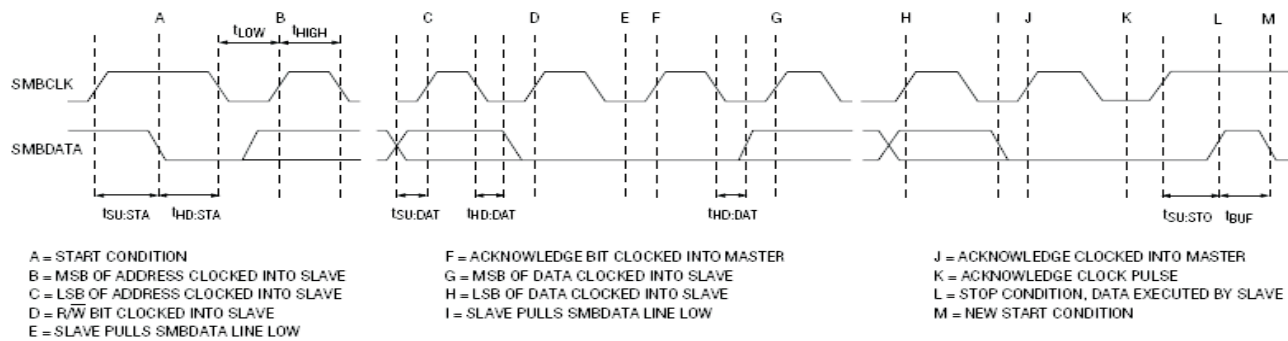 A B C D E F G H I J K L M
tLOW tHIGH
SMBCLK
SMBDATA
tSU:STA tHD:STA tSU:DAT tHD:DAT tHD:DAT tSU:STO tBUF
A = START CONDITION
B = MSB OF ADDRESS CLOCKED INTO SLAVE
C = LSB OF ADDRESS CLOCKED INTO SLAVE
D = R/W̅ BIT CLOCKED INTO SLAVE
E = SLAVE PULLS SMBDATA LINE LOW
F = ACKNOWLEDGE BIT CLOCKED INTO MASTER
G = MSB OF DATA CLOCKED INTO SLAVE
H = LSB OF DATA CLOCKED INTO SLAVE
I = SLAVE PULLS SMBDATA LINE LOW
J = ACKNOWLEDGE CLOCKED INTO MASTER
K = ACKNOWLEDGE CLOCK PULSE
L = STOP CONDITION, DATA EXECUTED BY SLAVE
M = NEW START CONDITION